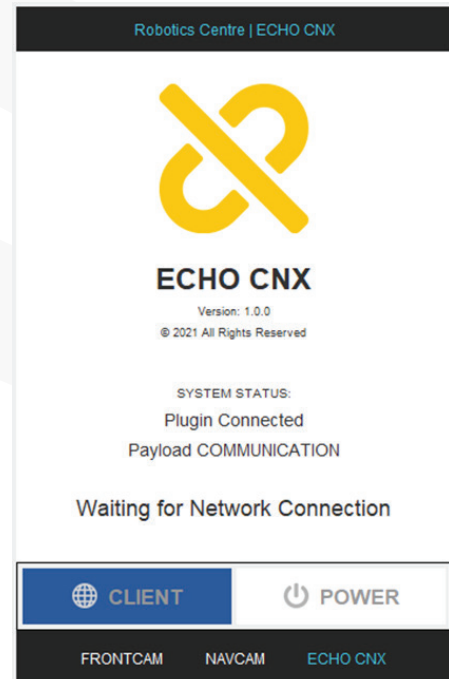 Robotics Centre | ECHO CNX
ECHO CNX
Version: 1.0.0
© 2021 All Rights Reserved
SYSTEM STATUS:
Plugin Connected
Payload COMMUNICATION
Waiting for Network Connection
CLIENT POWER
FRONTCAM NAVCAM ECHO CNX